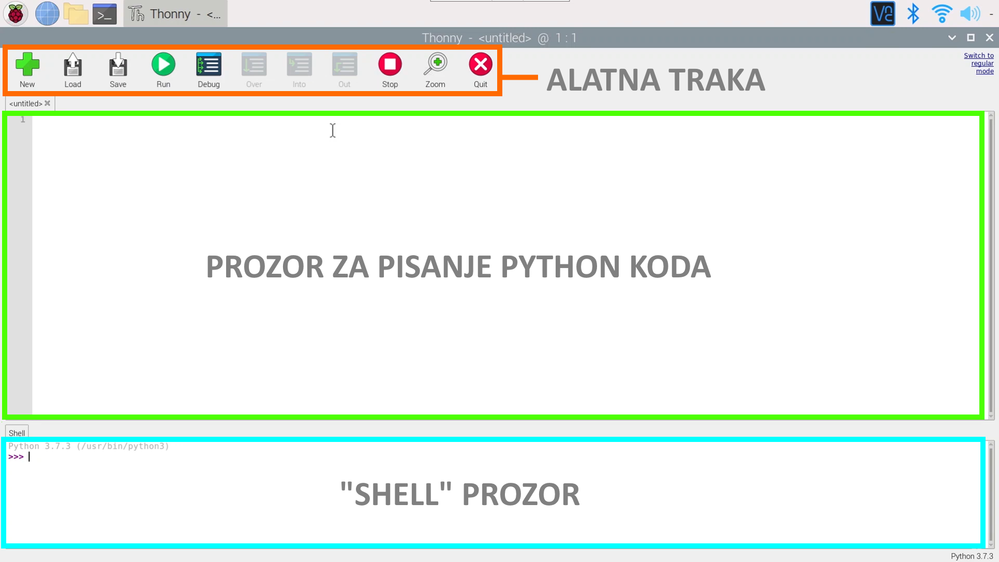 Thonny - <...
Thonny - <untitled> @ 1 : 1
New Load Save Run Debug Over Into Out Stop Zoom Quit
Switch to
regular
mode
ALATNA TRAKA
<untitled>
1
PROZOR ZA PISANJE PYTHON KODA
Shell
Python 3.7.3 (/usr/bin/python3)
>>>
"SHELL" PROZOR
Python 3.7.3